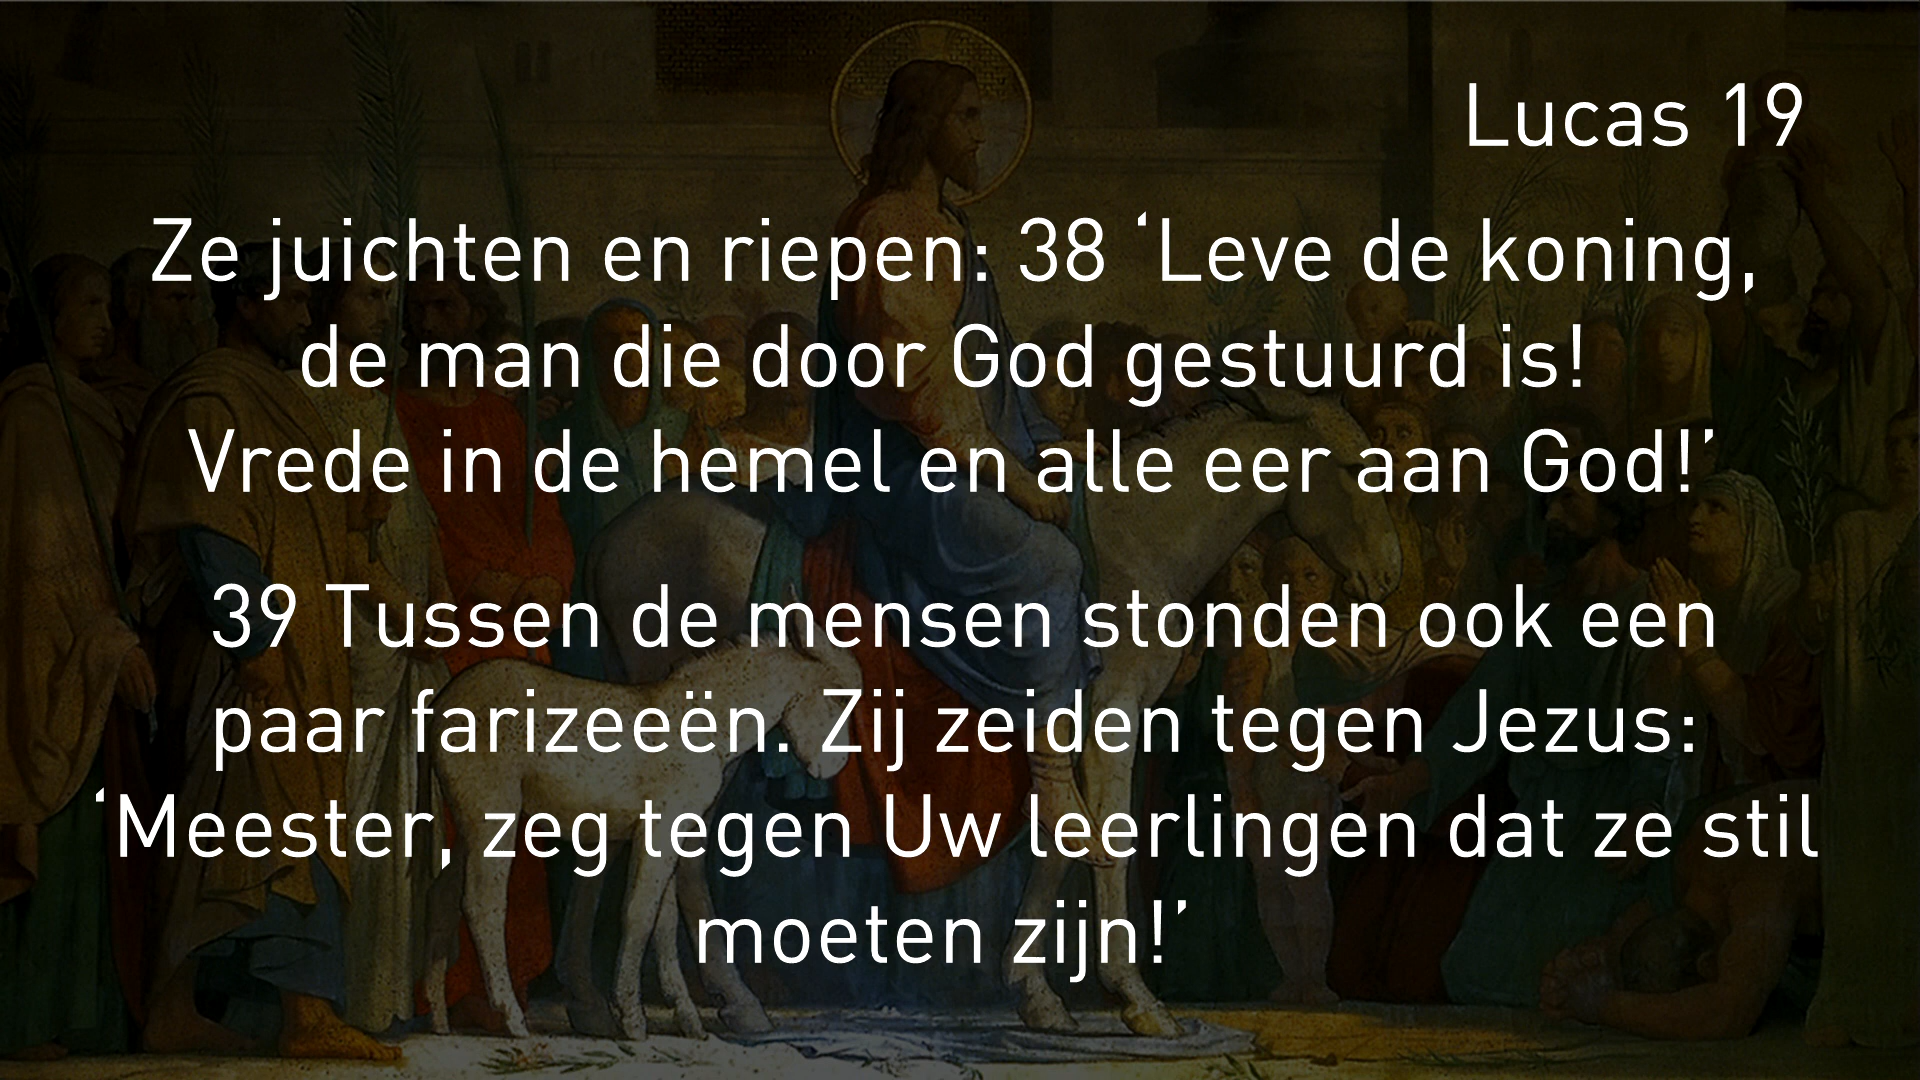 Lucas 19
Ze juichten en riepen: 38 ‘Leve de koning,
de man die door God gestuurd is!
Vrede in de hemel en alle eer aan God!’
39 Tussen de mensen stonden ook een
paar farizeeën. Zij zeiden tegen Jezus:
‘Meester, zeg tegen Uw leerlingen dat ze stil
moeten zijn!’